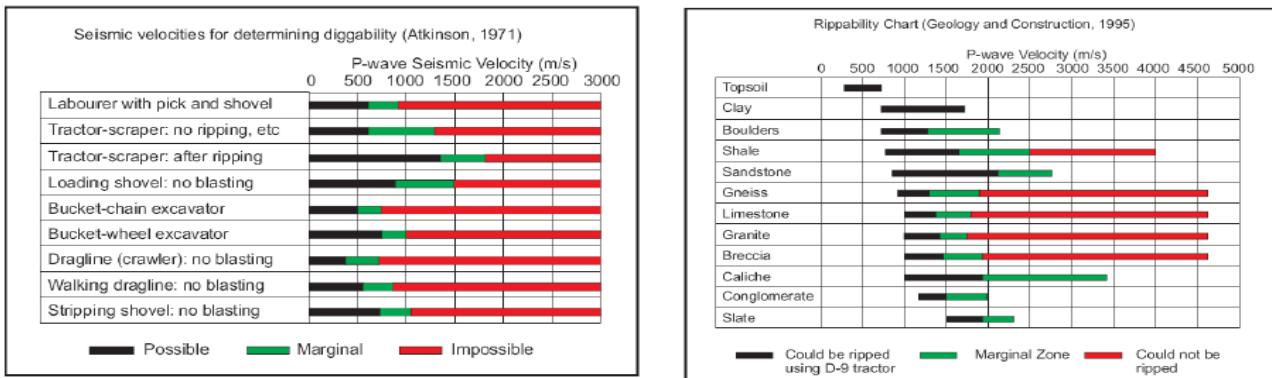 Seismic velocities for determining diggability (Atkinson, 1971)
P-wave Seismic Velocity (m/s)
0 500 1000 1500 2000 2500 3000
Labourer with pick and shovel
Tractor-scraper: no ripping, etc
Tractor-scraper: after ripping
Loading shovel: no blasting
Bucket-chain excavator
Bucket-wheel excavator
Dragline (crawler): no blasting
Walking dragline: no blasting
Stripping shovel: no blasting
Possible Marginal Impossible
Rippability Chart (Geology and Construction, 1995)
P-wave Velocity (m/s)
0 500 1000 1500 2000 2500 3000 3500 4000 4500 5000
Topsoil
Clay
Boulders
Shale
Sandstone
Gneiss
Limestone
Granite
Breccia
Caliche
Conglomerate
Slate
Could be ripped using D-9 tractor
Marginal Zone
Could not be ripped